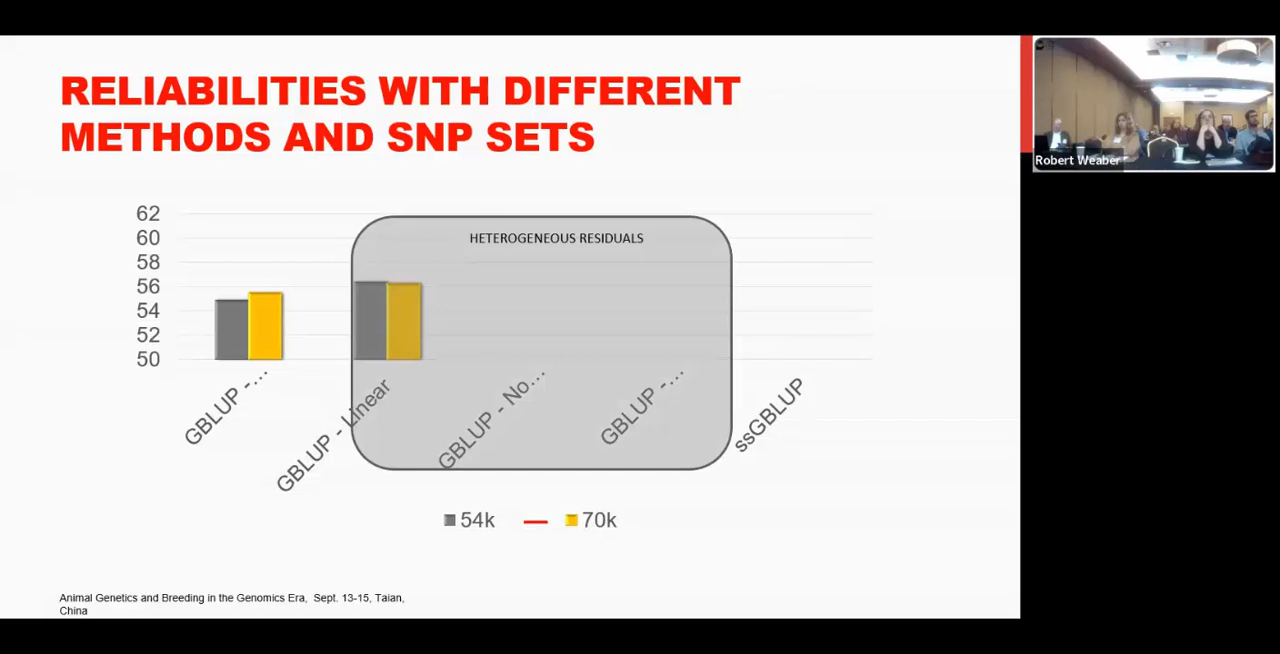 RELIABILITIES WITH DIFFERENT
METHODS AND SNP SETS
Robert Weaber
62
60
58
56
54
52
50
HETEROGENEOUS RESIDUALS
GBLUP -...
GBLUP - Linear
GBLUP - No...
GBLUP -...
ssGBLUP
54k
70k
Animal Genetics and Breeding in the Genomics Era, Sept. 13-15, Taian,
China